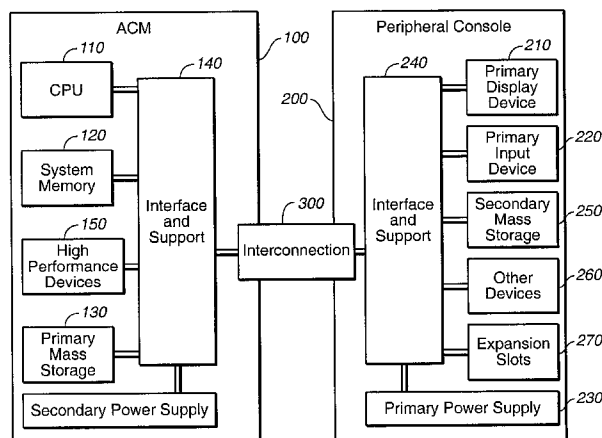 ACM
100
110
CPU
120
System
Memory
150
High
Performance
Devices
130
Primary
Mass
Storage
140
Interface
and
Support
Secondary Power Supply
300
Interconnection
Peripheral Console
200
240
Interface
and
Support
210
Primary
Display
Device
Primary
Input
Device
220
Secondary
Mass
Storage
250
Other
Devices
260
Expansion
Slots
270
Primary Power Supply
230